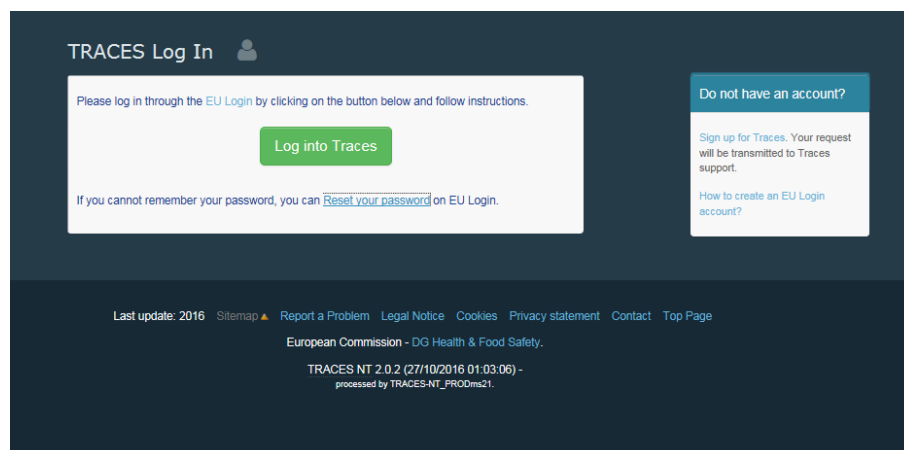 TRACES Log In
Please log in through the EU Login by clicking on the button below and follow instructions.
Log into Traces
If you cannot remember your password, you can Reset your password on EU Login.
Do not have an account?
Sign up for Traces. Your request
will be transmitted to Traces
support.
How to create an EU Login
account?
Last update: 2016 Sitemap Report a Problem Legal Notice Cookies Privacy statement Contact Top Page
European Commission - DG Health & Food Safety.
TRACES NT 2.0.2 (27/10/2016 01:03:06) -
processed by TRACES-NT_PRODms21.